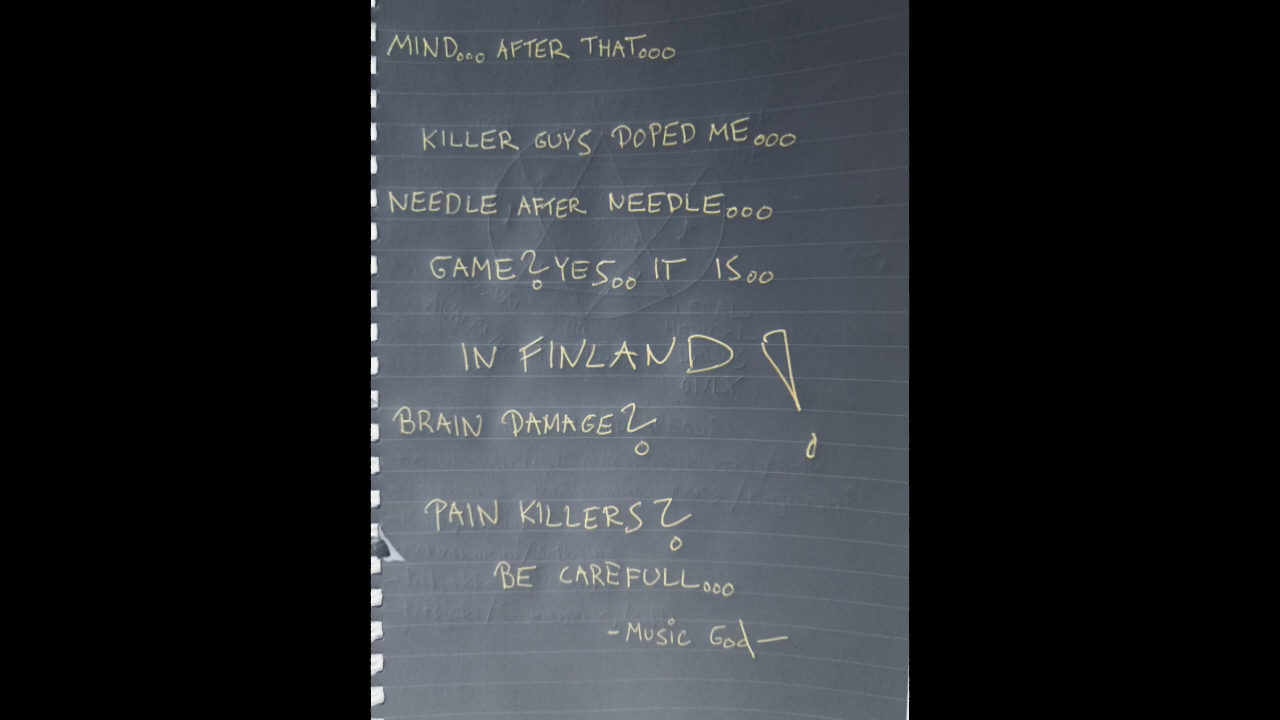 MIND... AFTER THAT...
KILLER GUYS DOPED ME...
NEEDLE AFTER NEEDLE...
GAME? YES.. IT IS..
IN FINLAND!
BRAIN DAMAGE?
PAIN KILLERS?
BE CAREFULL...
-MUSiC GOd-